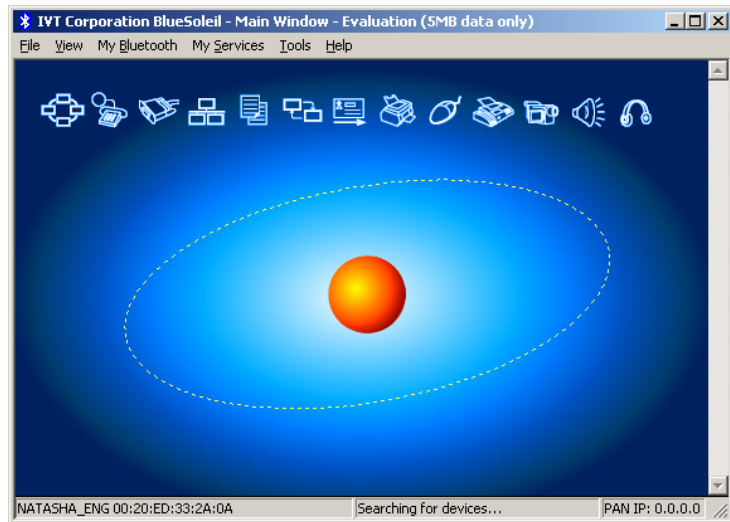 IVT Corporation BlueSoleil - Main Window - Evaluation (5MB data only)
File View My Bluetooth My Services Tools Help
NATASHA_ENG 00:20:ED:33:2A:0A Searching for devices... PAN IP: 0.0.0.0